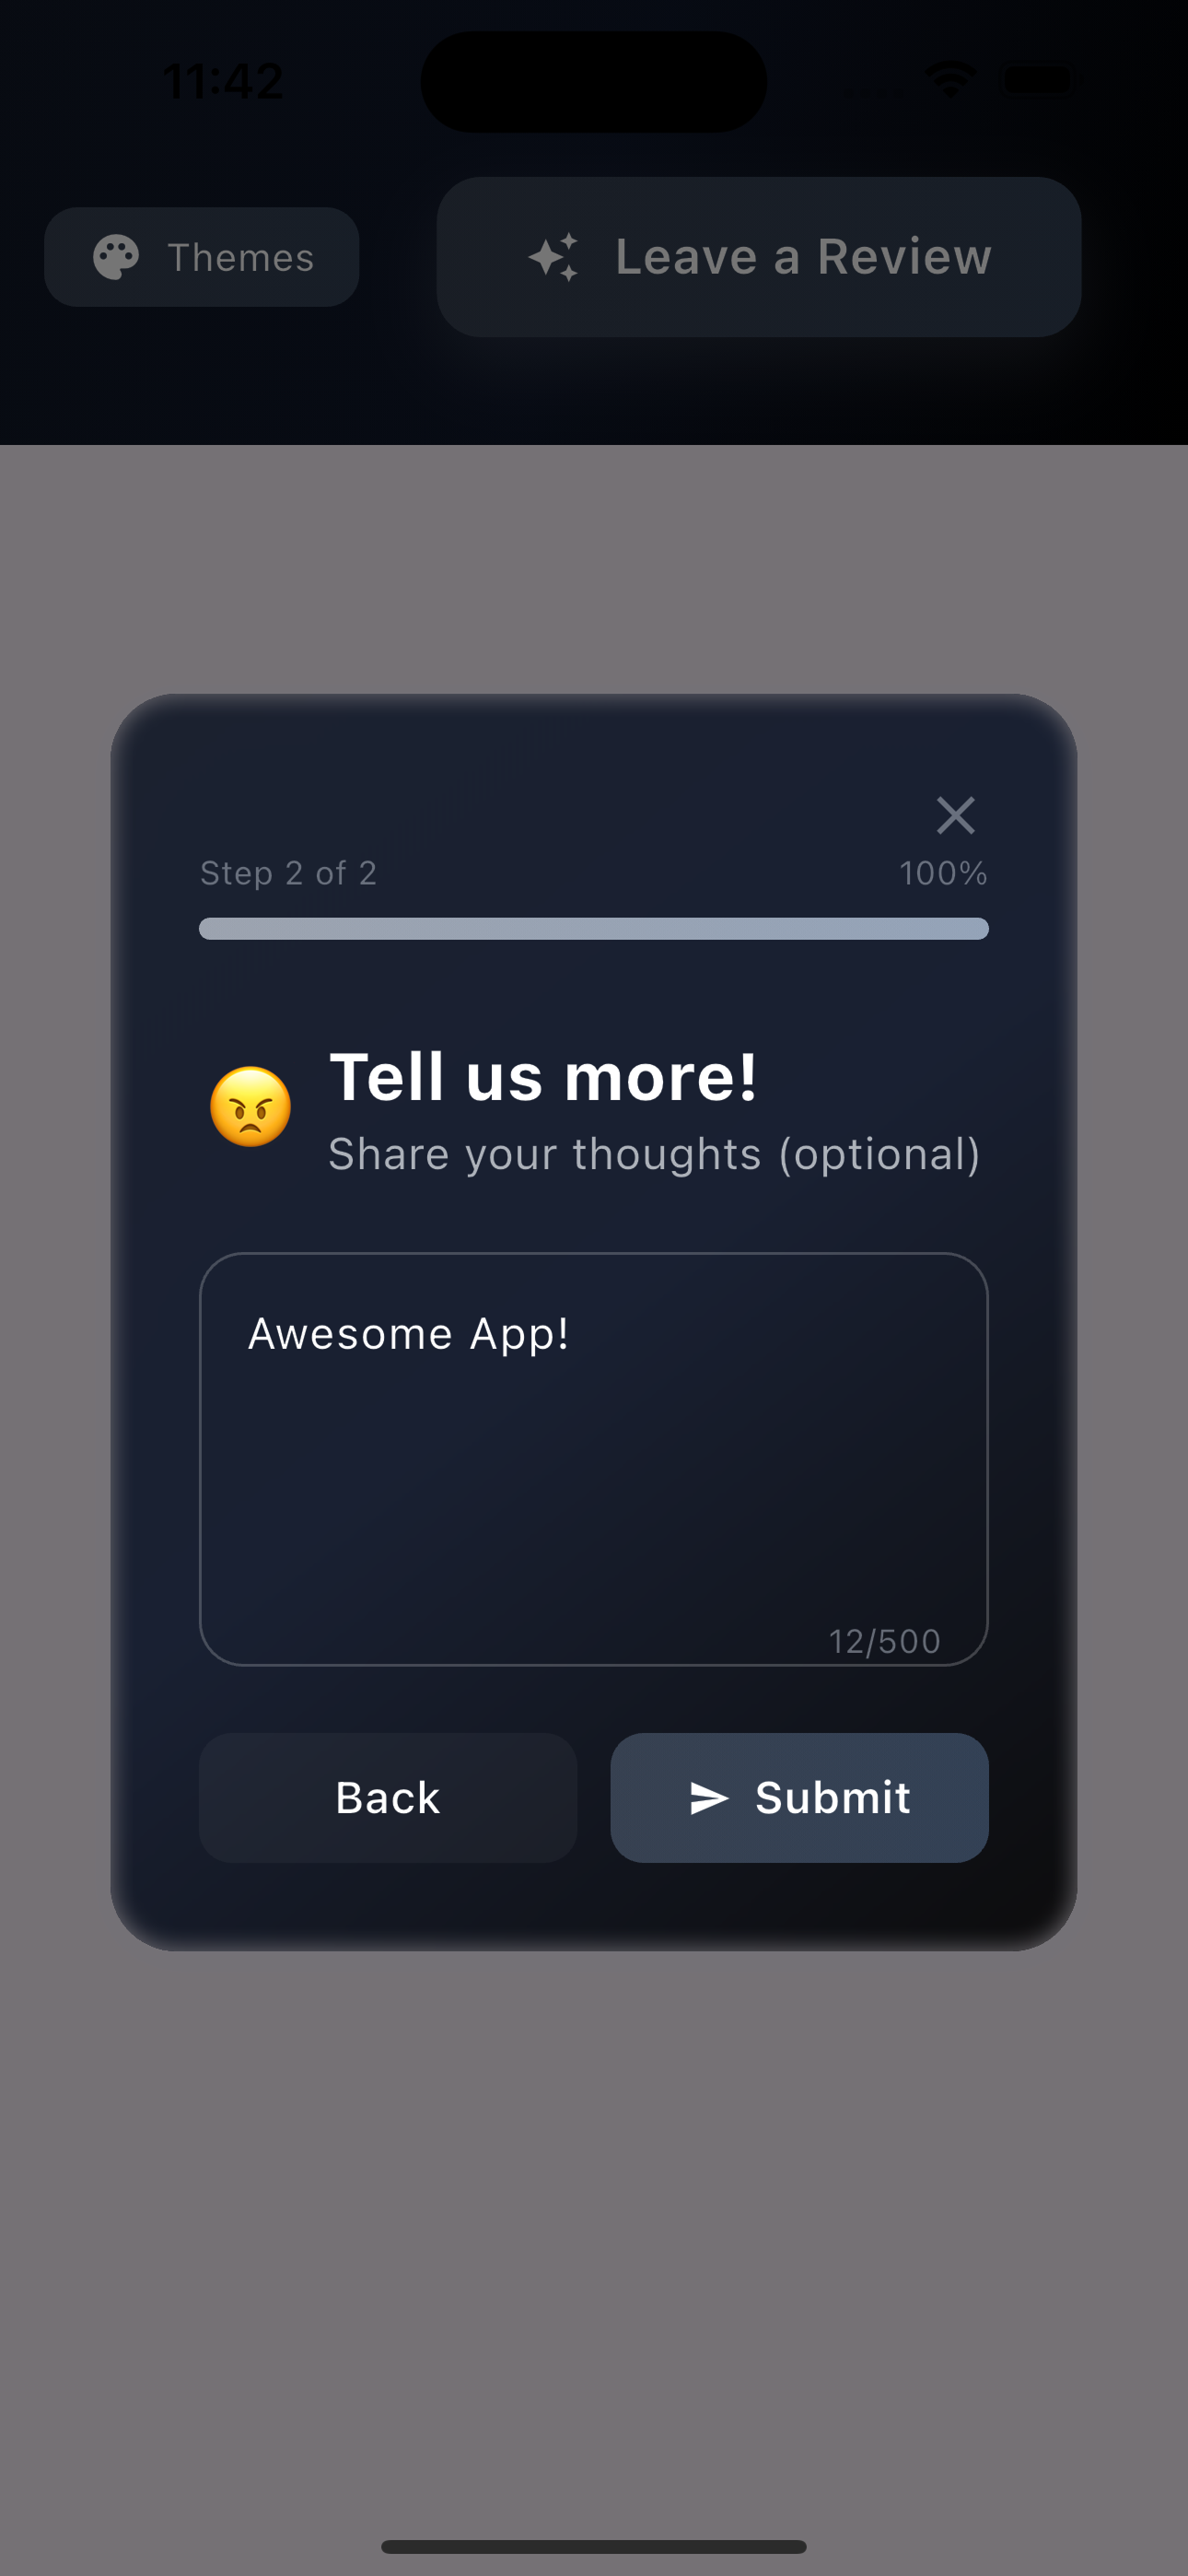 11:42
Themes
Leave a Review
Step 2 of 2
100%
Tell us more!
Share your thoughts (optional)
Awesome App!
12/500
Back
Submit